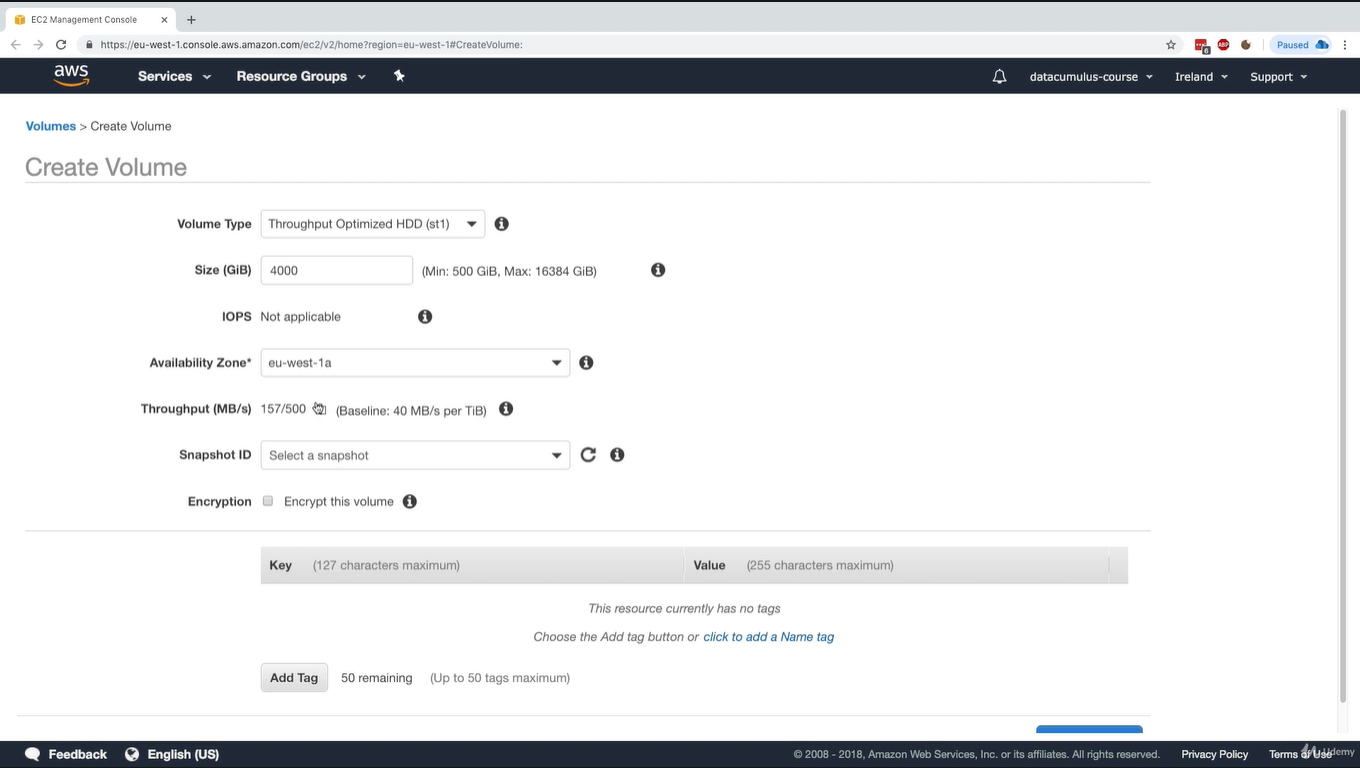 EC2 Management Console
https://eu-west-1.console.aws.amazon.com/ec2/v2/home?region=eu-west-1#CreateVolume:
6
ABP
Paused
aws
Services
Resource Groups
datacumulus-course
Ireland
Support
Volumes > Create Volume
Create Volume
Volume Type Throughput Optimized HDD (st1)
Size (GiB) 4000 (Min: 500 GiB, Max: 16384 GiB)
IOPS Not applicable
Availability Zone* eu-west-1a
Throughput (MB/s) 157/500 (Baseline: 40 MB/s per TiB)
Snapshot ID Select a snapshot
Encryption Encrypt this volume
Key (127 characters maximum) Value (255 characters maximum)
This resource currently has no tags
Choose the Add tag button or click to add a Name tag
Add Tag 50 remaining (Up to 50 tags maximum)
Feedback English (US) © 2008 - 2018, Amazon Web Services, Inc. or its affiliates. All rights reserved. Privacy Policy Terms of Use
Udemy